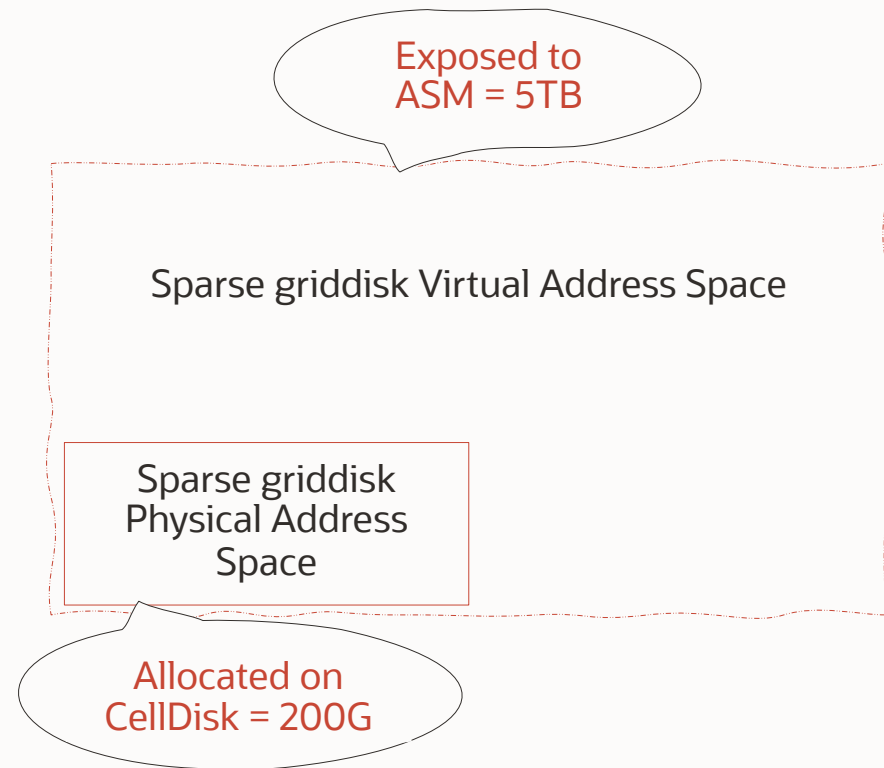 Exposed to
ASM = 5TB
Sparse griddisk Virtual Address Space
Sparse griddisk
Physical Address
Space
Allocated on
CellDisk = 200G